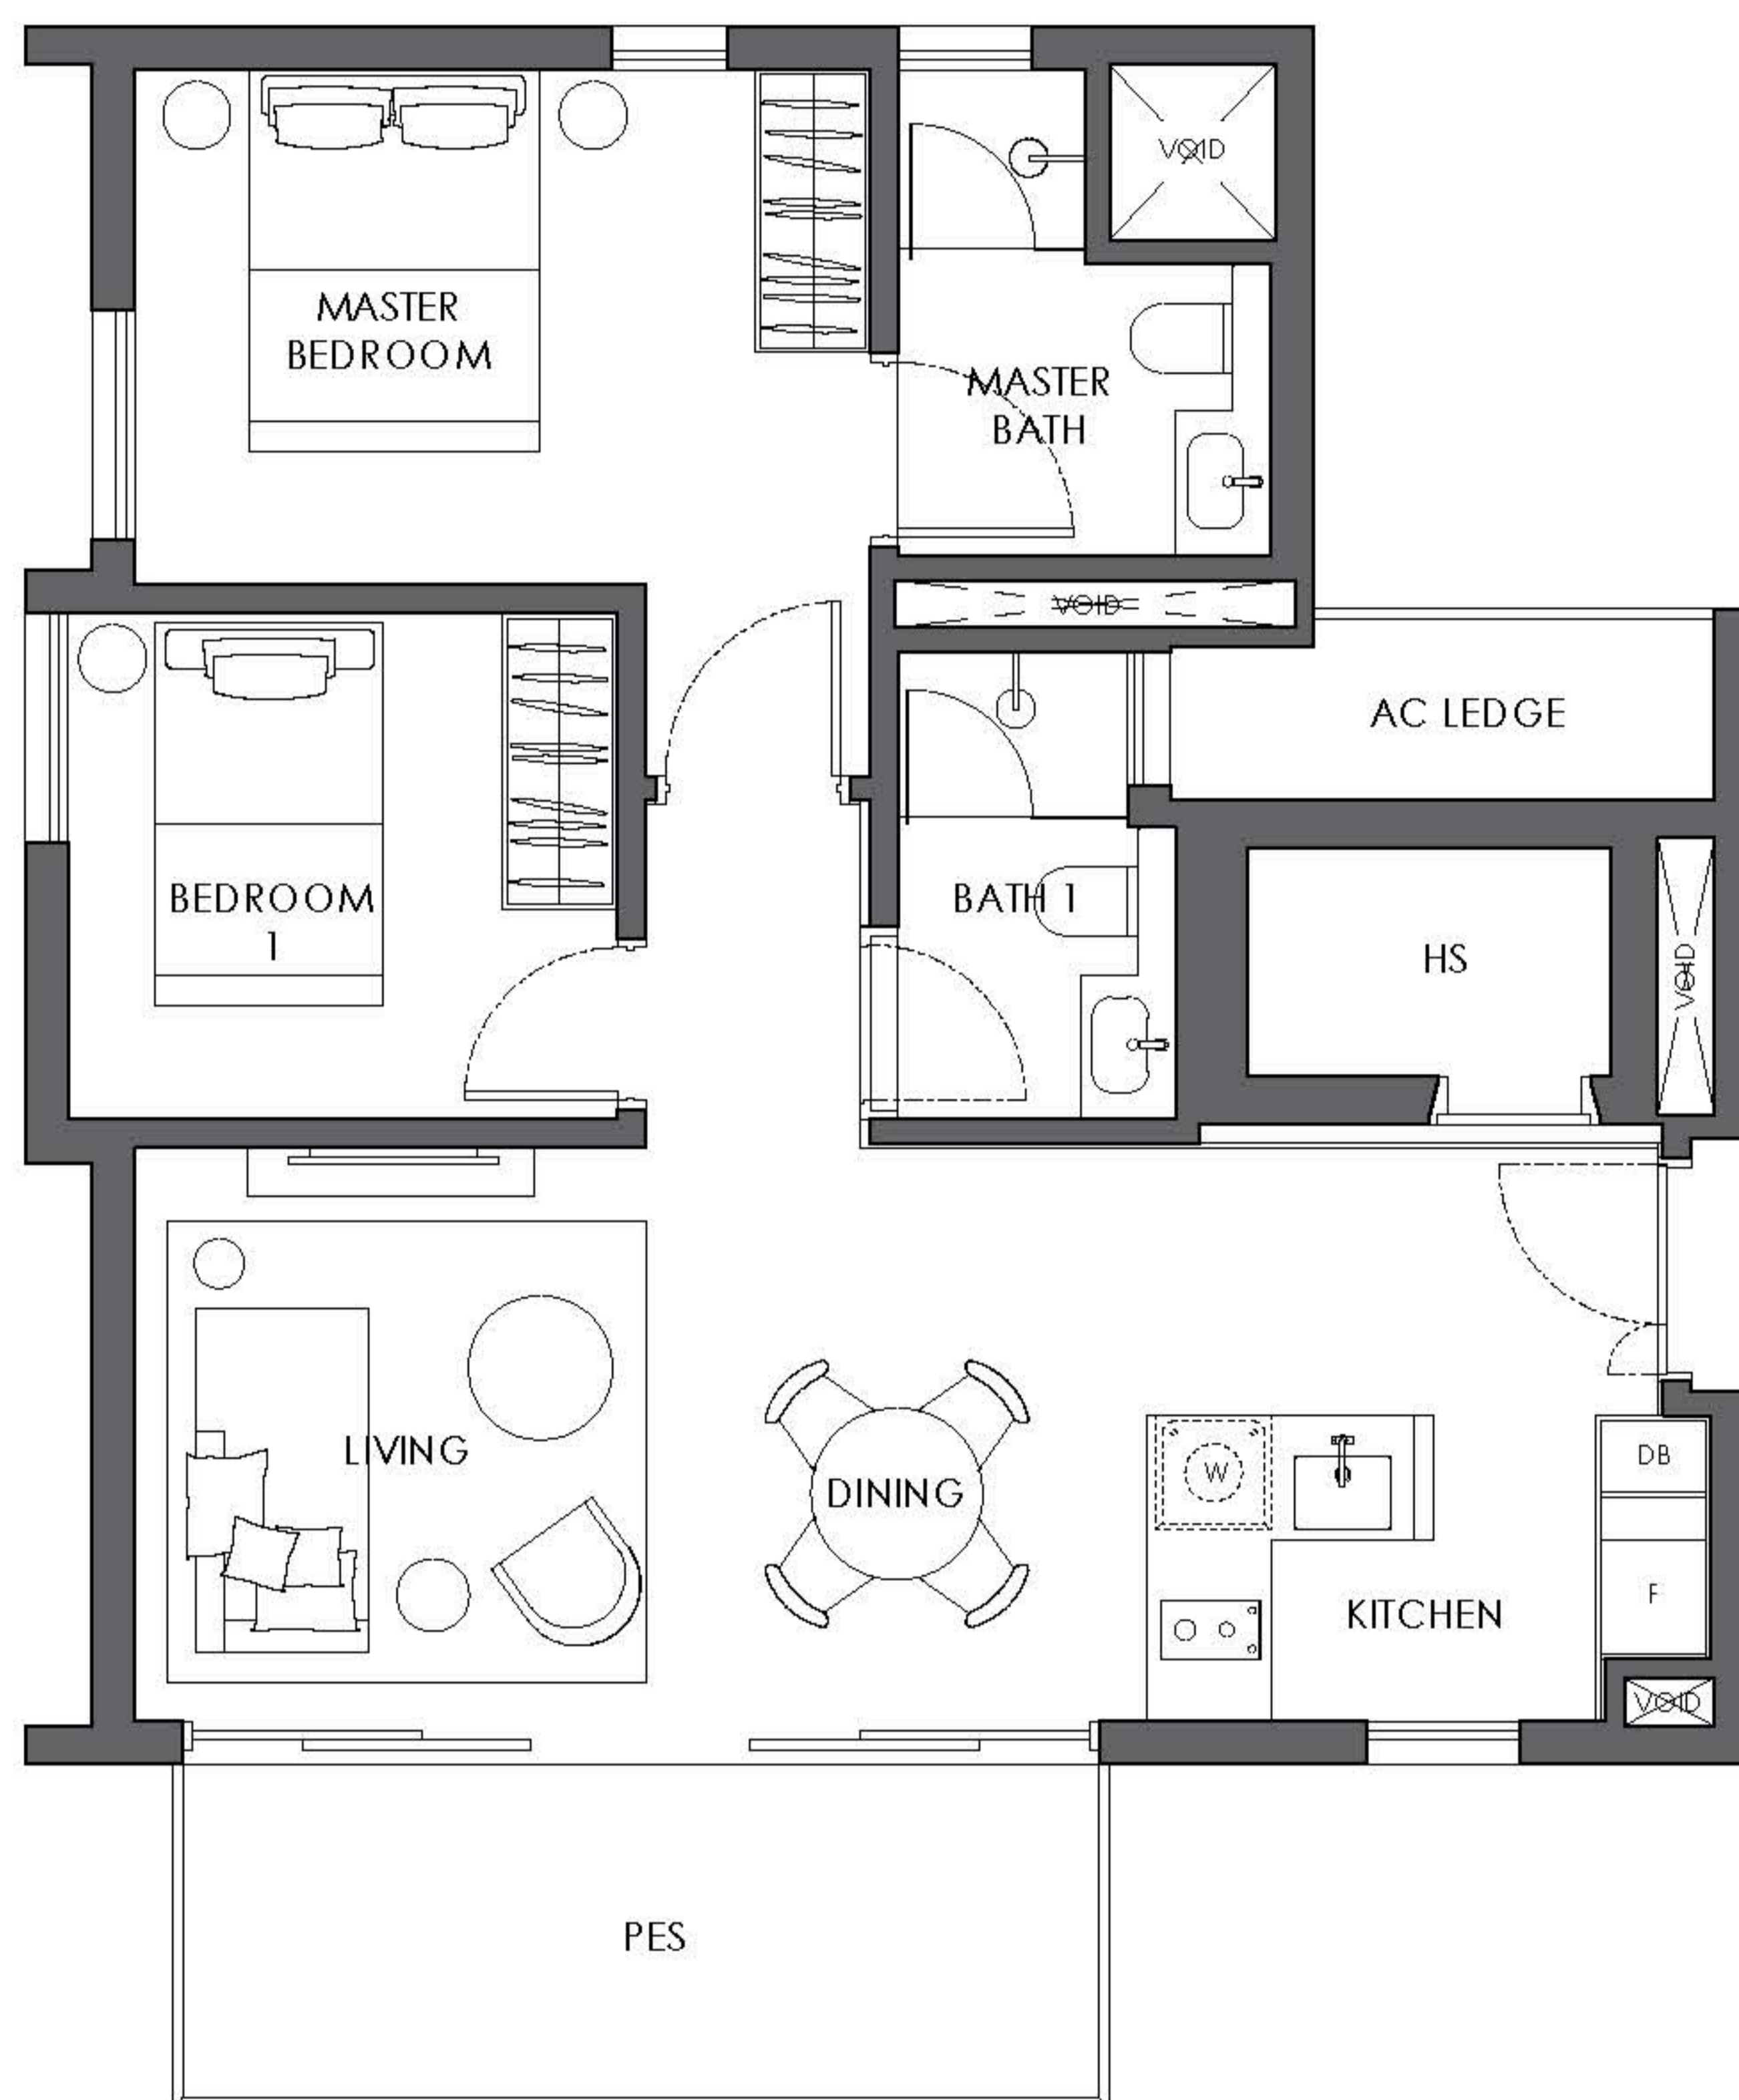 VOID
MASTER
BEDROOM
MASTER
BATH
VOID
AC LEDGE
BEDROOM
1
BATH 1
HS
VOID
LIVING
DINING
W
DB
KITCHEN
F
VOID
PES